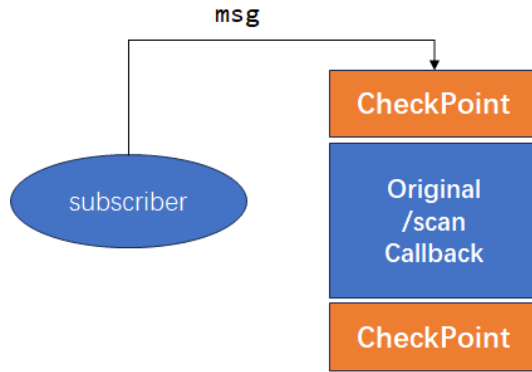 msg
CheckPoint
subscriber
Original
/scan
Callback
CheckPoint